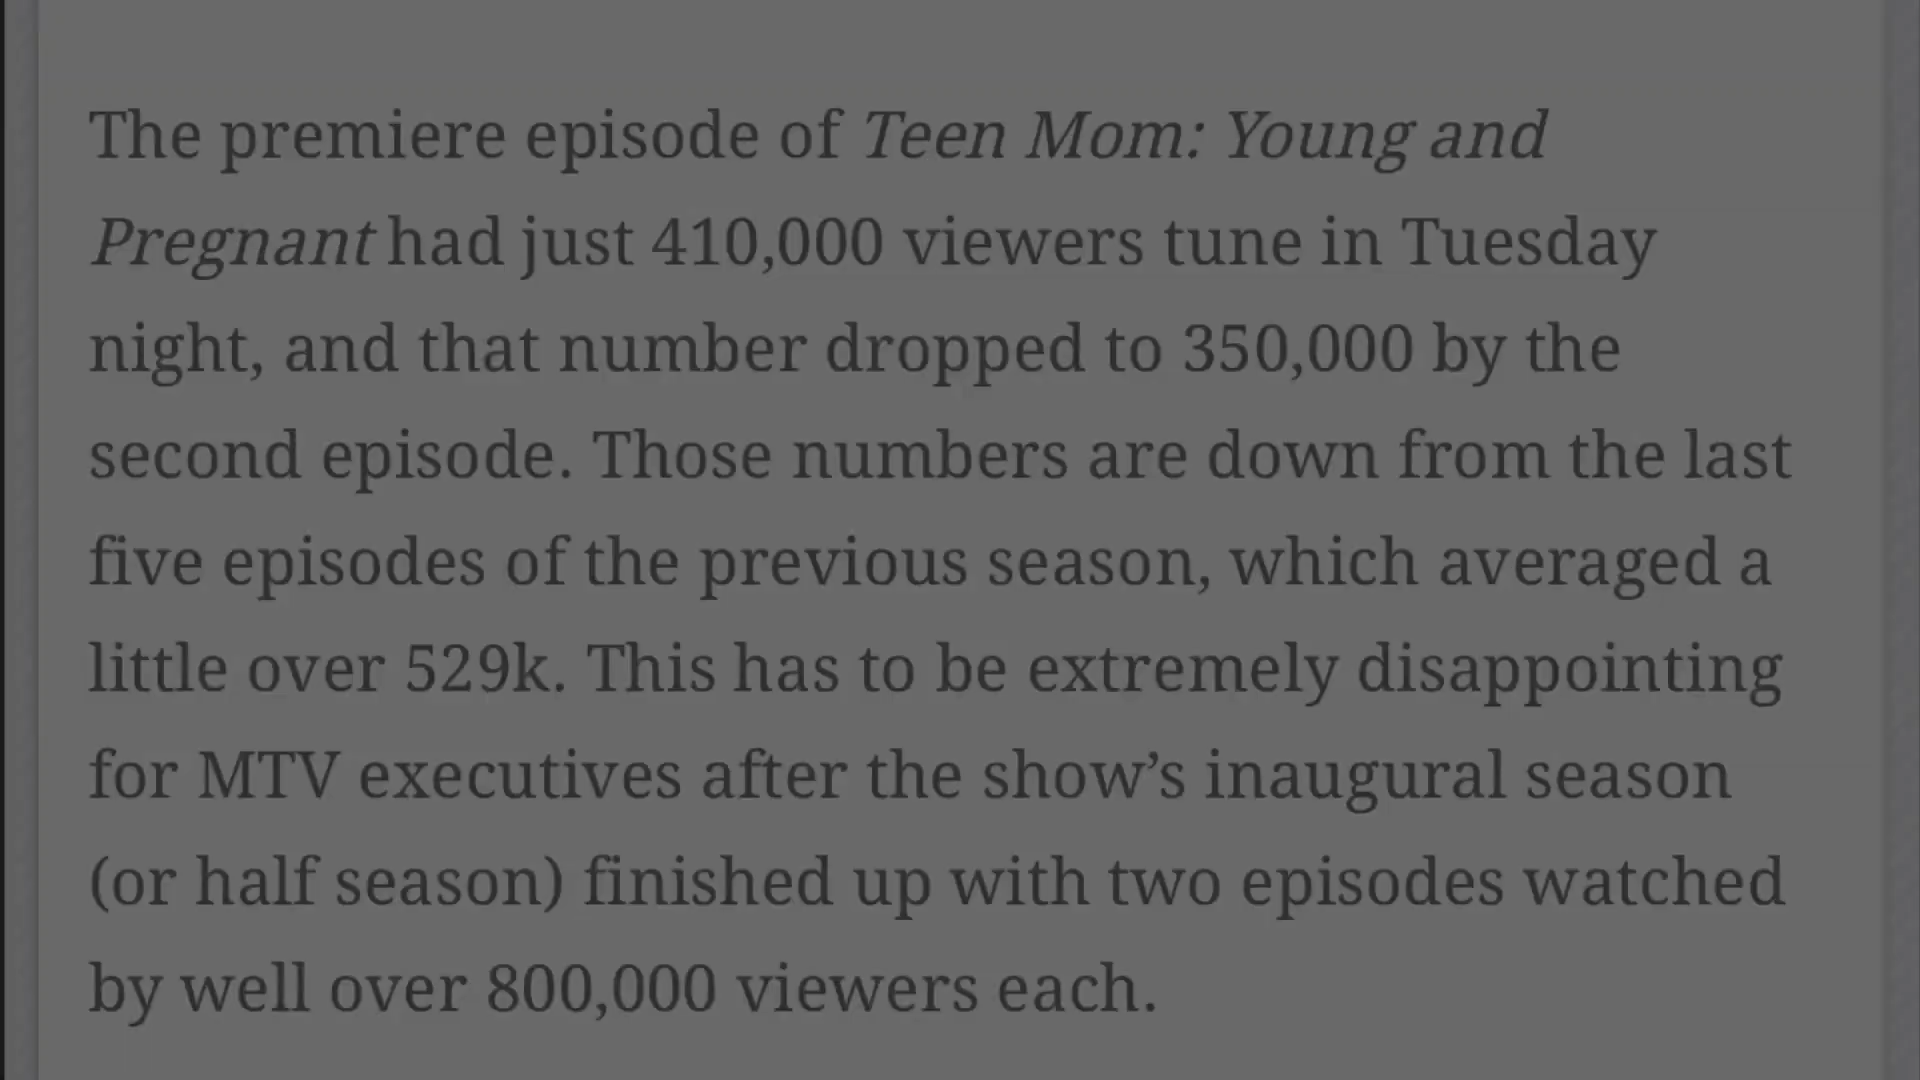 The premiere episode of Teen Mom: Young and
Pregnant had just 410,000 viewers tune in Tuesday
night, and that number dropped to 350,000 by the
second episode. Those numbers are down from the last
five episodes of the previous season, which averaged a
little over 529k. This has to be extremely disappointing
for MTV executives after the show’s inaugural season
(or half season) finished up with two episodes watched
by well over 800,000 viewers each.